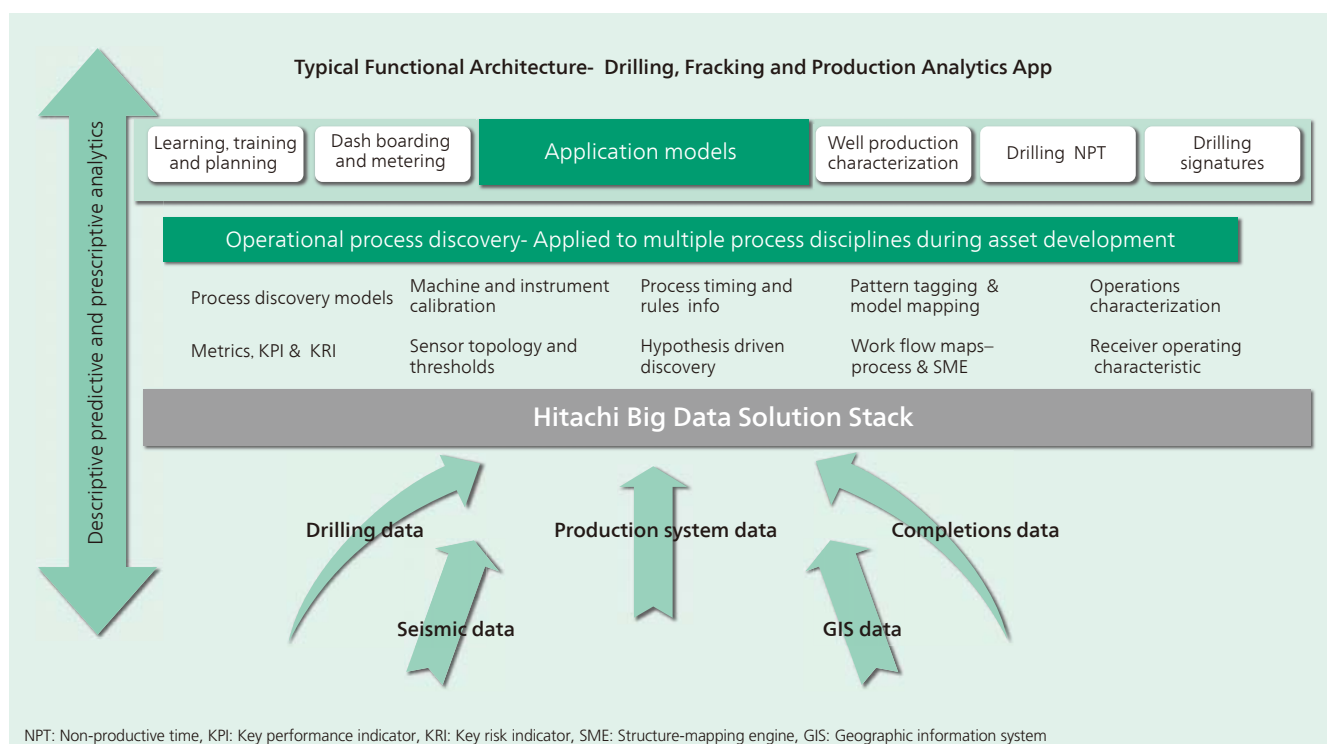 Typical Functional Architecture- Drilling, Fracking and Production Analytics App
Descriptive predictive and prescriptive analytics
Learning, training
and planning
Dash boarding
and metering
Application models
Well production
characterization
Drilling NPT
Drilling
signatures
Operational process discovery- Applied to multiple process disciplines during asset development
Process discovery models
Machine and instrument
calibration
Process timing and
rules info
Pattern tagging &
model mapping
Operations
characterization
Metrics, KPI & KRI
Sensor topology and
thresholds
Hypothesis driven
discovery
Work flow maps–
process & SME
Receiver operating
characteristic
Hitachi Big Data Solution Stack
Drilling data
Production system data
Completions data
Seismic data
GIS data
NPT: Non-productive time, KPI: Key performance indicator, KRI: Key risk indicator, SME: Structure-mapping engine, GIS: Geographic information system